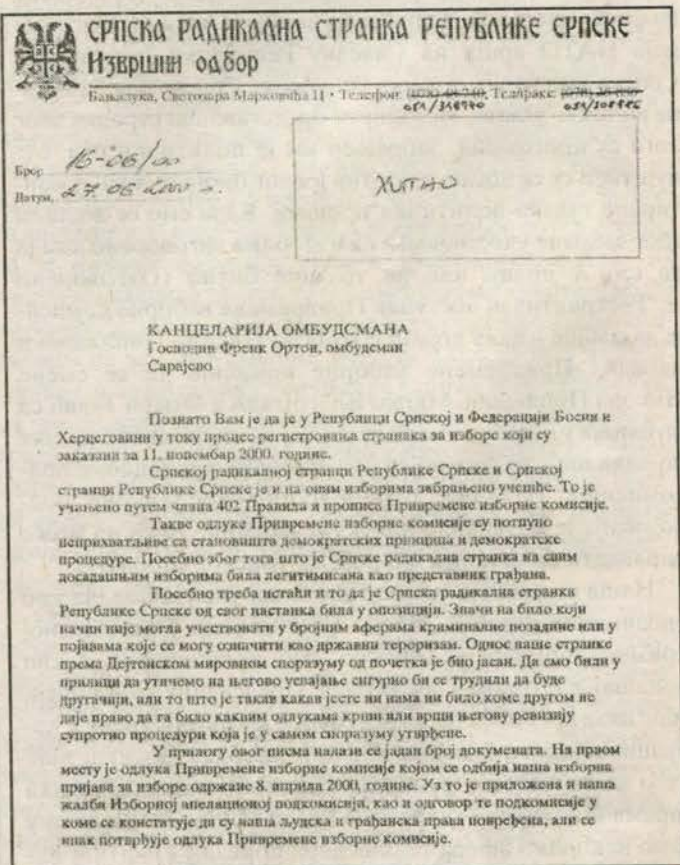 СРПСКА РАДИКАЛНА СТРАНКА РЕПУБЛИКЕ СРПСКЕ
Извршни одбор
Бањалука, Светозара Марковића 11 • Телефон: (078) 48-740, Телефакс:
051/318940
Број 16-06/00
Датум, 27.06.2000 г.
ХИТНО
КАНЦЕЛАРИЈА ОМБУДСМАНА
Господин Френк Ортон, омбудсман
Сарајево
Познато Вам је да је у Републици Српској и Федерацији Босни и
Херцеговини у току процес регистровања странака за изборе који су
заказани за 11. новембар 2000. године.
Српској радикалној странци Републике Српске и Српској
странци Републике Српске је и на овим изборима забрањено учешће. То је
учињено путем члана 402 Правила и прописа Привремене изборне комисије.
Такве одлуке Привремене изборне комисије су потпуно
неприхватљиве са становишта демократских принципа и демократске
процедуре. Посебно због тога што је Српске радикална странка на свим
досадашњим изборима била легитимисана као представник грађана.
Посебно треба истаћи и то да је Српска радикална странка
Републике Српске од свог настанка била у опозицији. Значи на било који
начин није могла учествовати у бројним аферама криминалне позадине или у
појавама које се могу означити као државни тероризам. Однос наше странке
према Дејтонском мировном споразуму од почетка је био јасан. Да смо били у
прилици да утичемо на његово усвајање сигурно би се трудили да буде
другачији, али то што је такав какав јесте ни нама ни било коме другом не
даје право да га било каквим одлукама крши или врши његову ревизију
супротно процедури која је у самом споразуму утврђене.
У прилогу овог писма налази се један број докумената. На првом
месту је одлука Привремене изборне комисије којом се одбија наша изборна
пријава за изборе одржане 8. априла 2000. године. Уз то је приложена и наша
жалба Изборној апелационој подкомисији, као и одговор те подкомисије у
коме се констатује да су наша људска и грађанска права повређена, али се
ипак потврђује одлука Привремене изборне комисије.